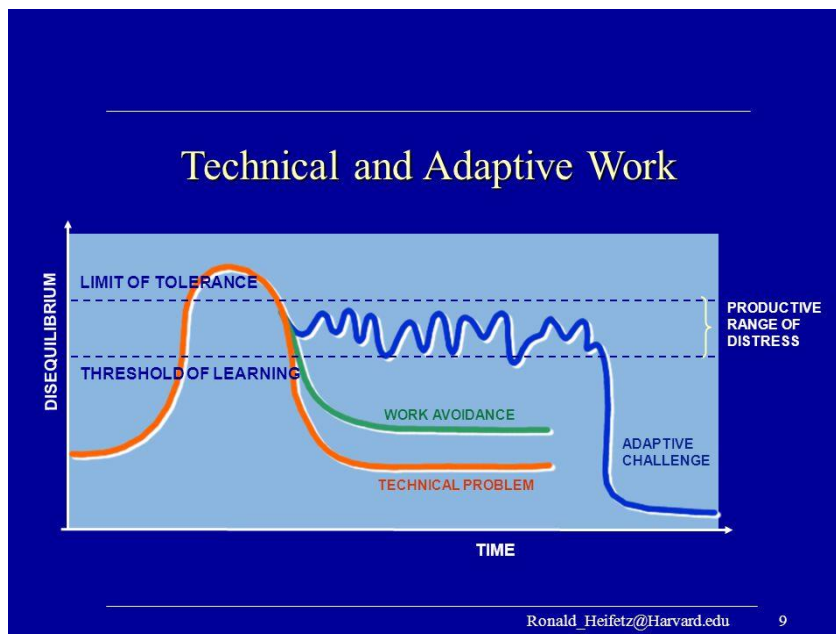 Technical and Adaptive Work
DISEQUILIBRIUM
LIMIT OF TOLERANCE
THRESHOLD OF LEARNING
PRODUCTIVE
RANGE OF
DISTRESS
WORK AVOIDANCE
TECHNICAL PROBLEM
ADAPTIVE
CHALLENGE
TIME
Ronald_Heifetz@Harvard.edu 9